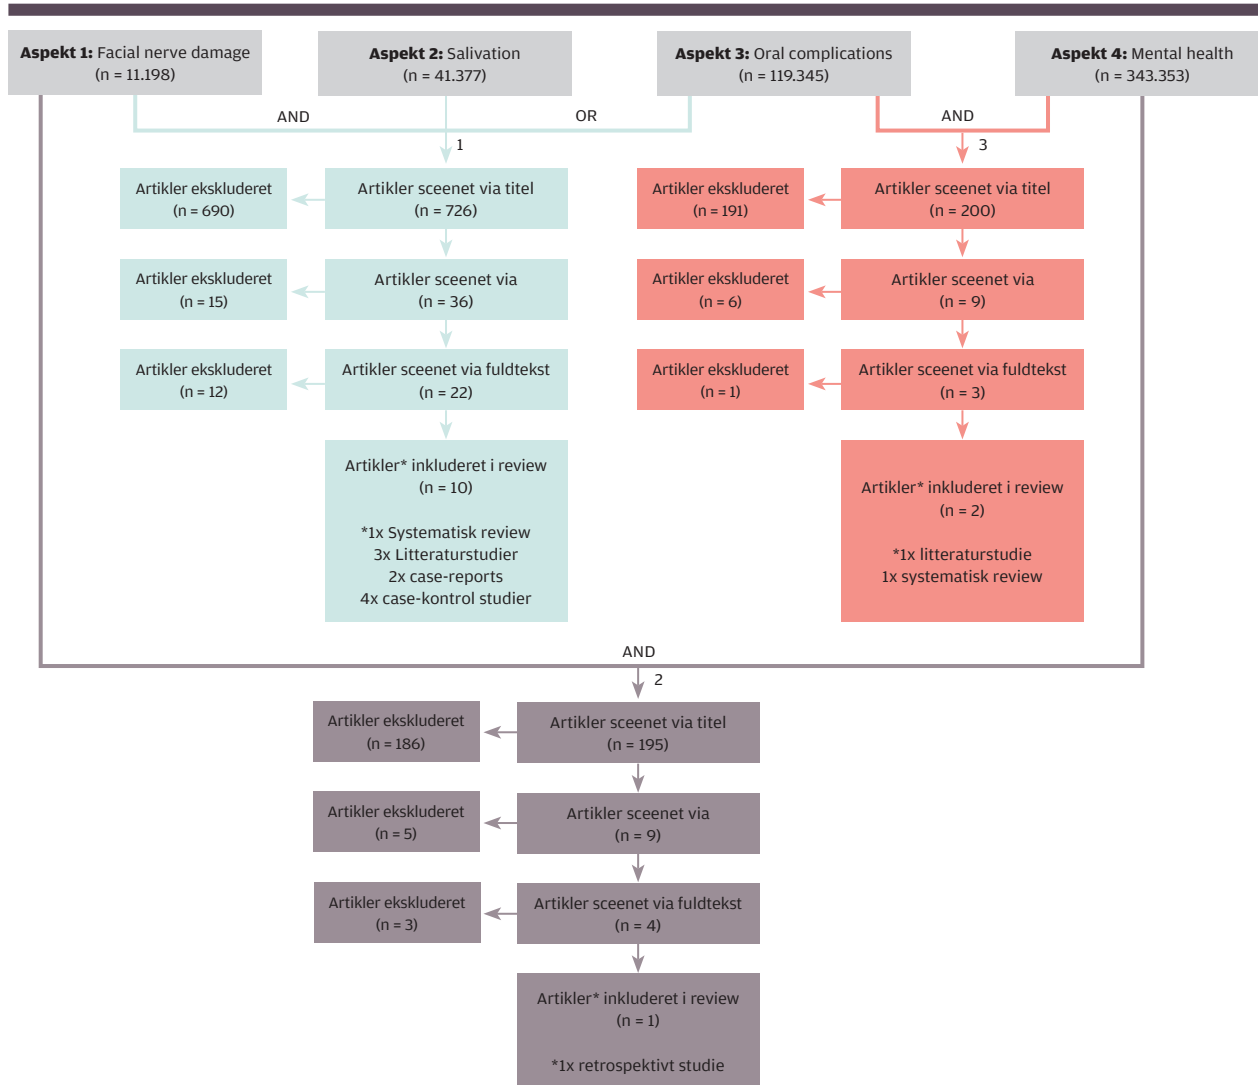 Aspekt 1: Facial nerve damage
(n = 11.198)
Aspekt 2: Salivation
(n = 41.377)
Aspekt 3: Oral complications
(n = 119.345)
Aspekt 4: Mental health
(n = 343.353)
AND
OR
1
Artikler ekskluderet
(n = 690)
Artikler sceenet via titel
(n = 726)
Artikler ekskluderet
(n = 15)
Artikler sceenet via
(n = 36)
Artikler ekskluderet
(n = 12)
Artikler sceenet via fuldtekst
(n = 22)
Artikler* inkluderet i review
(n = 10)
*1x Systematisk review
3x Litteraturstudier
2x case-reports
4x case-kontrol studier
AND
3
Artikler ekskluderet
(n = 191)
Artikler sceenet via titel
(n = 200)
Artikler ekskluderet
(n = 6)
Artikler sceenet via
(n = 9)
Artikler ekskluderet
(n = 1)
Artikler sceenet via fuldtekst
(n = 3)
Artikler* inkluderet i review
(n = 2)
*1x litteraturstudie
1x systematisk review
AND
2
Artikler ekskluderet
(n = 186)
Artikler sceenet via titel
(n = 195)
Artikler ekskluderet
(n = 5)
Artikler sceenet via
(n = 9)
Artikler ekskluderet
(n = 3)
Artikler sceenet via fuldtekst
(n = 4)
Artikler* inkluderet i review
(n = 1)
*1x retrospektivt studie